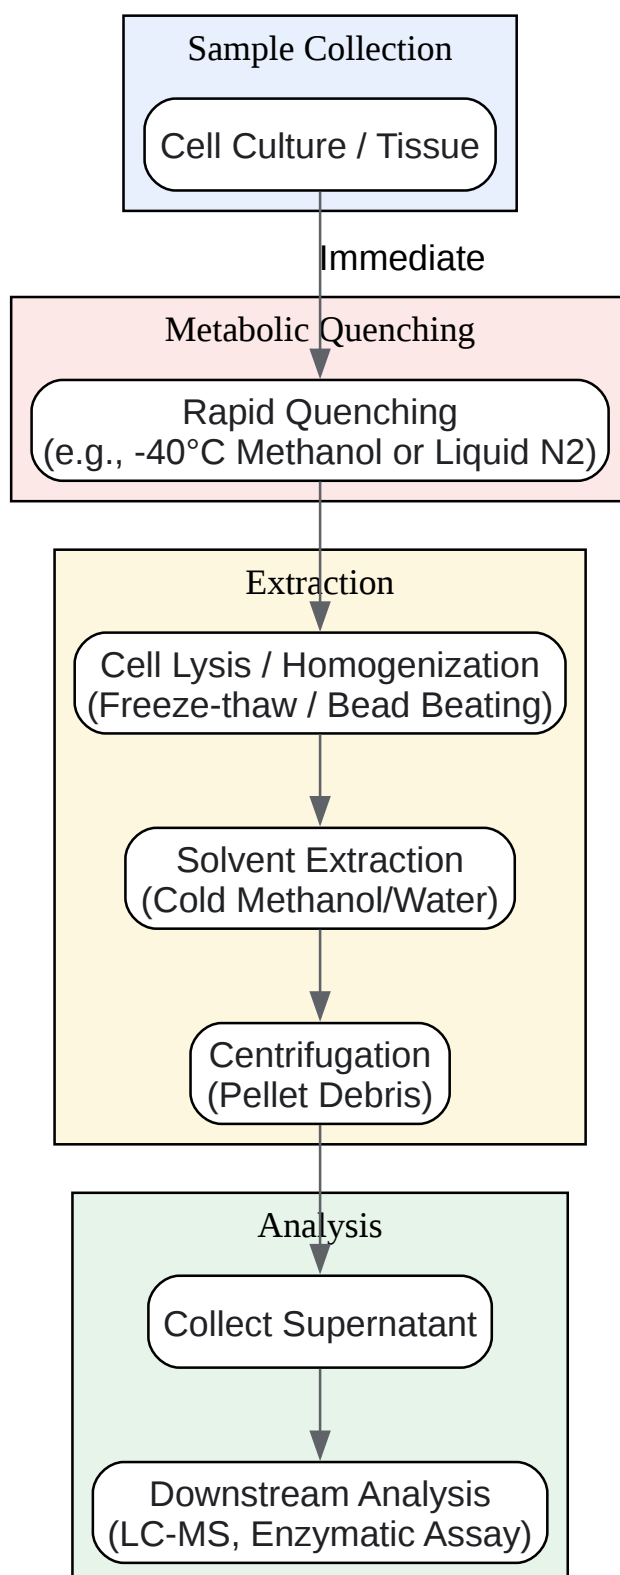 Sample Collection
Cell Culture / Tissue
Immediate
Metabolic Quenching
Rapid Quenching
(e.g., -40°C Methanol or Liquid N2)
Extraction
Cell Lysis / Homogenization
(Freeze-thaw / Bead Beating)
Solvent Extraction
(Cold Methanol/Water)
Centrifugation
(Pellet Debris)
Analysis
Collect Supernatant
Downstream Analysis
(LC-MS, Enzymatic Assay)